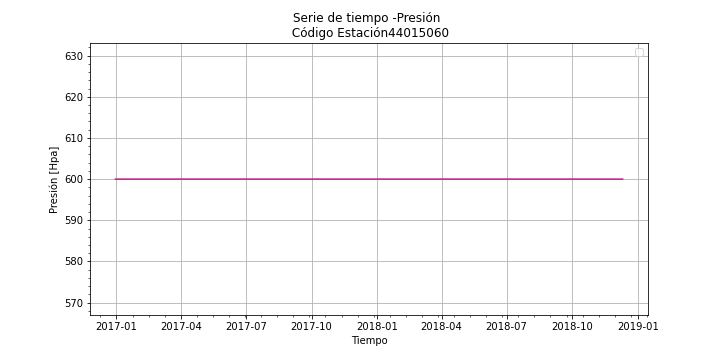 Serie de tiempo -Presión
Código Estación44015060
630
620
610
600
590
580
570
Presión [Hpa]
2017-01 2017-04 2017-07 2017-10 2018-01 2018-04 2018-07 2018-10 2019-01
Tiempo